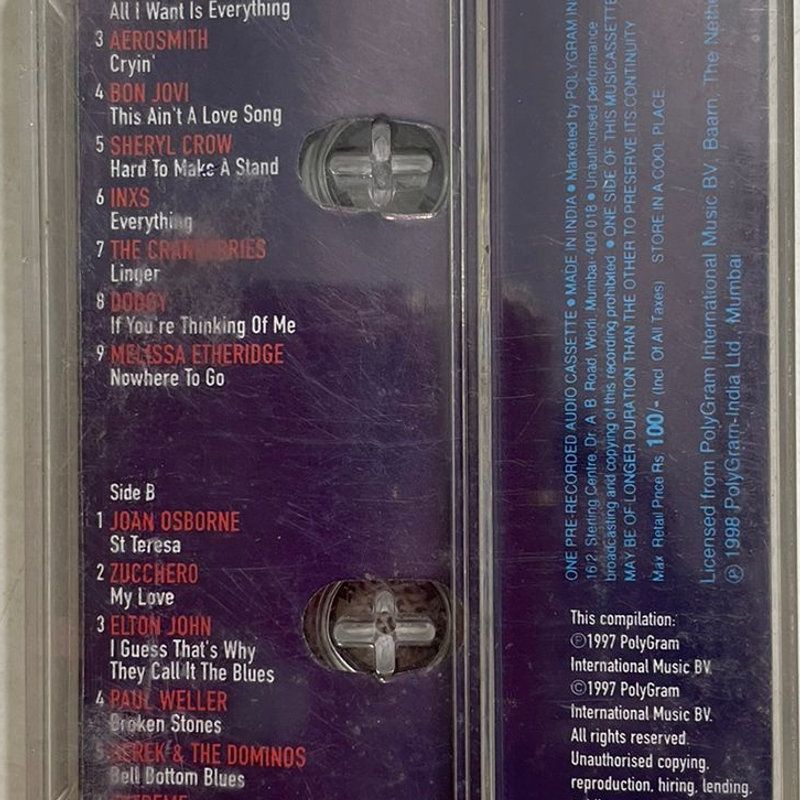 All I Want Is Everything
3 AEROSMITH
Cryin'
4 BON JOVI
This Ain't A Love Song
5 SHERYL CROW
Hard To Make A Stand
6 INXS
Everything
7 THE CRANBERRIES
Linger
8 DODGY
If You're Thinking Of Me
9 MELISSA ETHERIDGE
Nowhere To Go
Side B
1 JOAN OSBORNE
St Teresa
2 ZUCCHERO
My Love
3 ELTON JOHN
I Guess That's Why
They Call It The Blues
4 PAUL WELLER
Broken Stones
5 DEREK & THE DOMINOS
Bell Bottom Blues
EXTREME
ONE PRE-RECORDED AUDIO CASSETTE • MADE IN INDIA • Marketed by POLYGRAM IN
16/2, Sterling Centre, Dr. A B Road, Worli, Mumbai - 400 018 • Unauthorised performance
broadcasting and copying of this recording prohibited • ONE SIDE OF THIS MUSICASSETTE
MAY BE OF LONGER DURATION THAN THE OTHER TO PRESERVE ITS CONTINUITY
Max Retail Price Rs. 100/- (Incl Of All Taxes) STORE IN A COOL PLACE
Licensed from PolyGram International Music BV, Baarn, The Nethe
℗ 1998 PolyGram-India Ltd., Mumbai
This compilation:
℗1997 PolyGram
International Music BV.
©1997 PolyGram
International Music BV.
All rights reserved.
Unauthorised copying,
reproduction, hiring, lending,